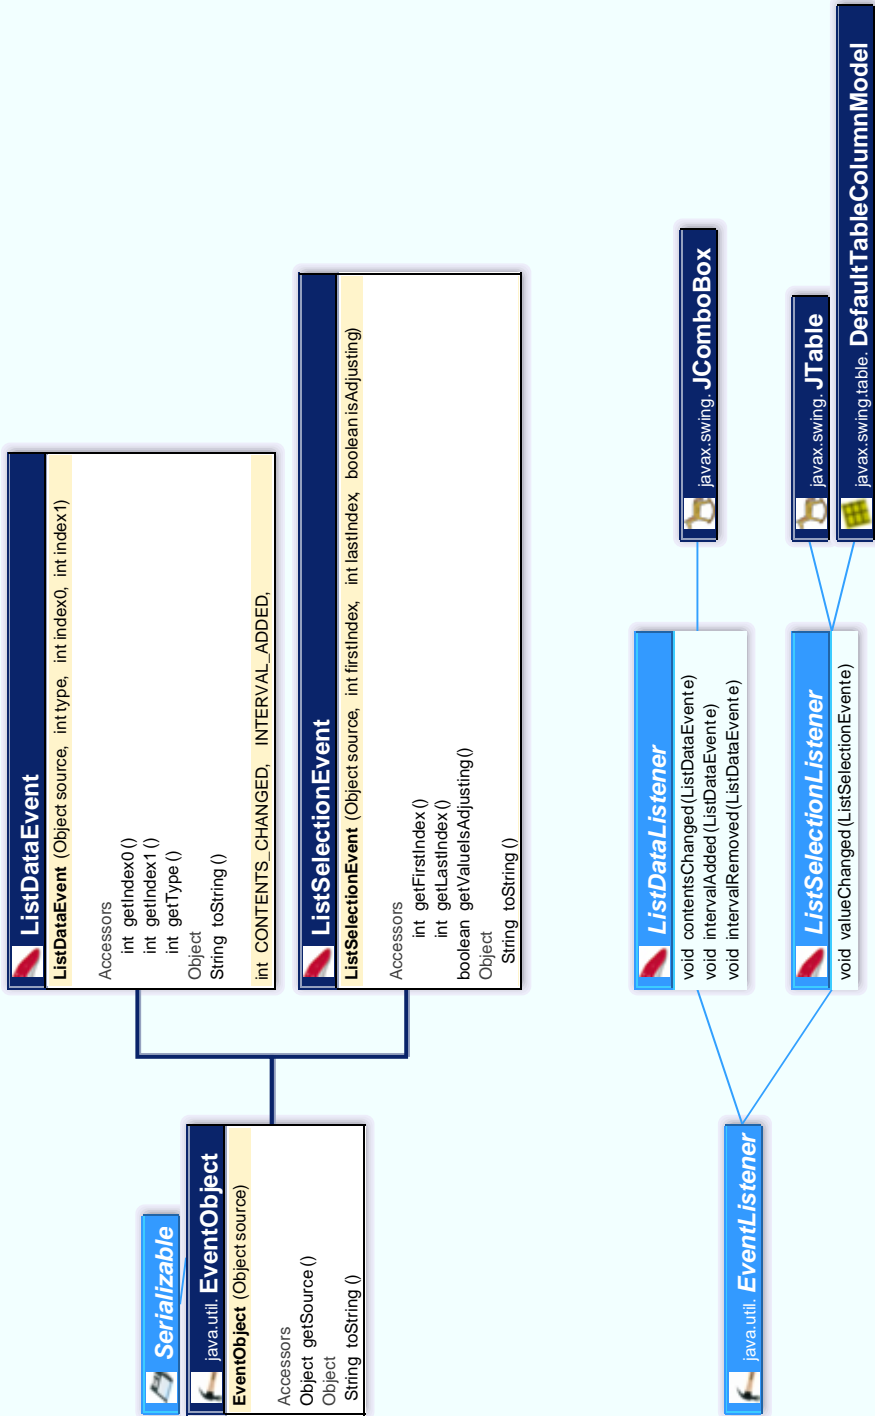 Serializable
java.util. EventObject
EventObject (Object source)
Accessors
Object getSource ()
Object
String toString ()
ListDataEvent
ListDataEvent (Object source, int type, int index0, int index1)
Accessors
int getIndex0 ()
int getIndex1 ()
int getType ()
Object
String toString ()
int CONTENTS_CHANGED, INTERVAL_ADDED,
ListSelectionEvent
ListSelectionEvent (Object source, int firstIndex, int lastIndex, boolean isAdjusting)
Accessors
int getFirstIndex ()
int getLastIndex ()
boolean getValueIsAdjusting ()
Object
String toString ()
java.util. EventListener
ListDataListener
void contentsChanged (ListDataEvent e)
void intervalAdded (ListDataEvent e)
void intervalRemoved (ListDataEvent e)
ListSelectionListener
void valueChanged (ListSelectionEvent e)
javax.swing. JComboBox
javax.swing. JTable
javax.swing.table. DefaultTableColumnModel